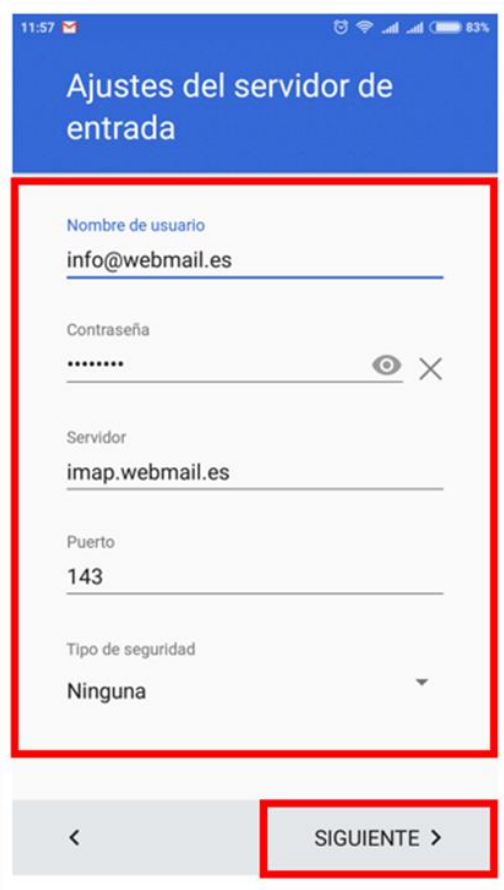 11:57 83%
Ajustes del servidor de
entrada
Nombre de usuario
info@webmail.es
Contraseña
••••••••
Servidor
imap.webmail.es
Puerto
143
Tipo de seguridad
Ninguna
SIGUIENTE